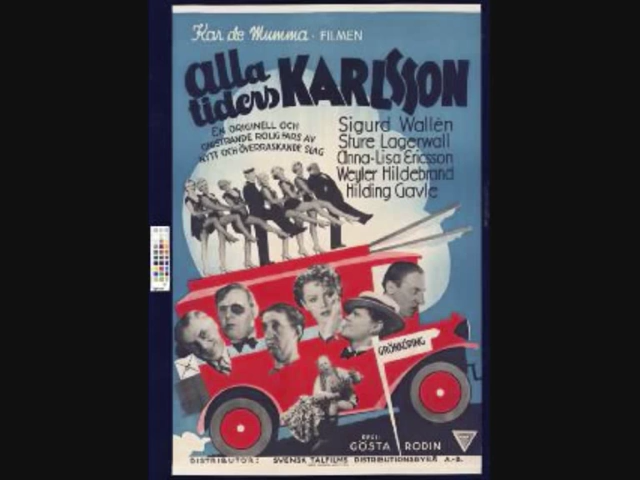 Kar de Mumma - FILMEN
alla
tiders KARLSSON
EN ORIGINELL OCH
GNISTRANDE ROLIG FARS AV
NYTT OCH ÖVERRASKANDE SLAG
Sigurd Wallén
Sture Lagerwall
Anna-Lisa Ericsson
Weyler Hildebrand
Hilding Gavle
GRÖNKÖPING
REGI:
GÖSTA RODIN
DISTRIBUTÖR: SVENSK TALFILMS DISTRIBUTIONSBYRÅ A.-B.